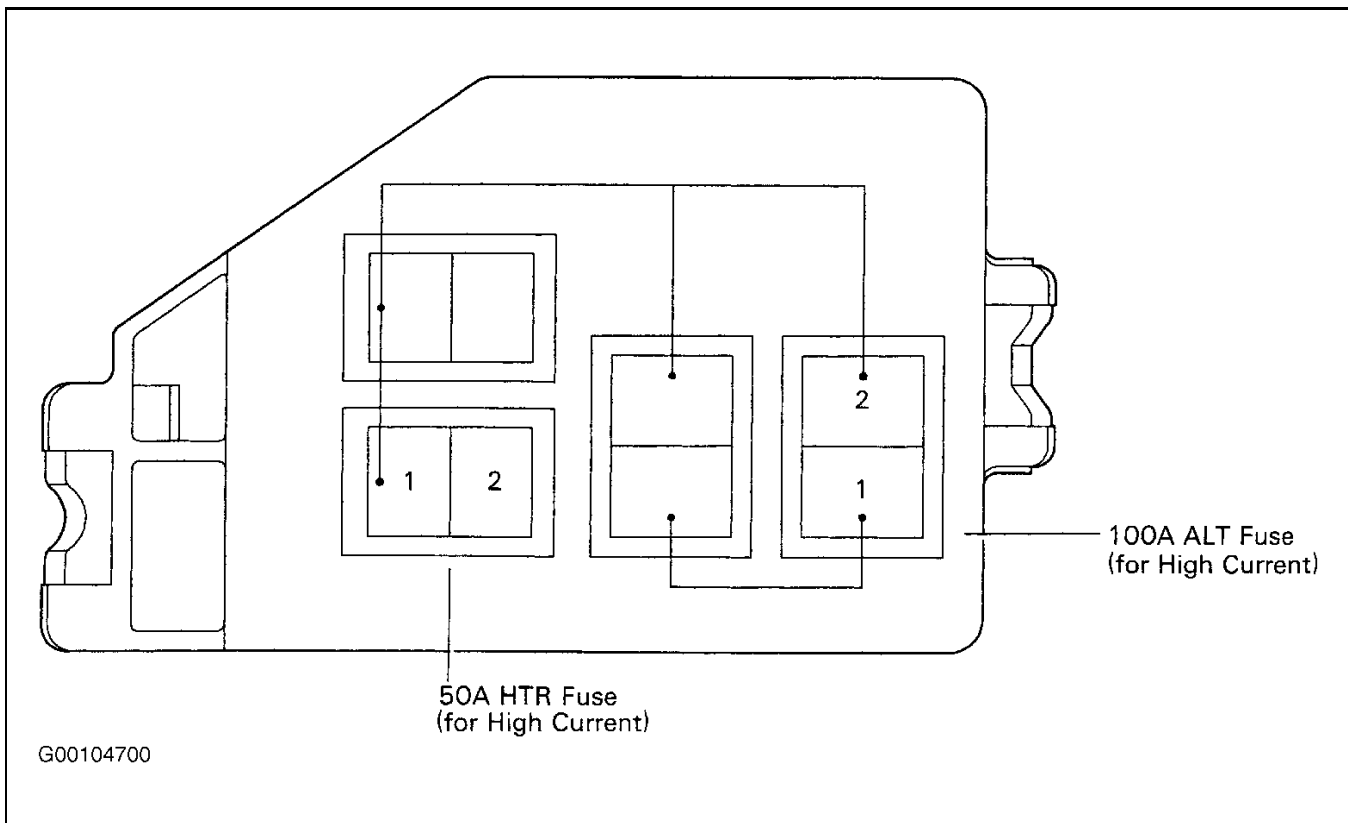 2
1
2
1
100A ALT Fuse
(for High Current)
50A HTR Fuse
(for High Current)
G00104700